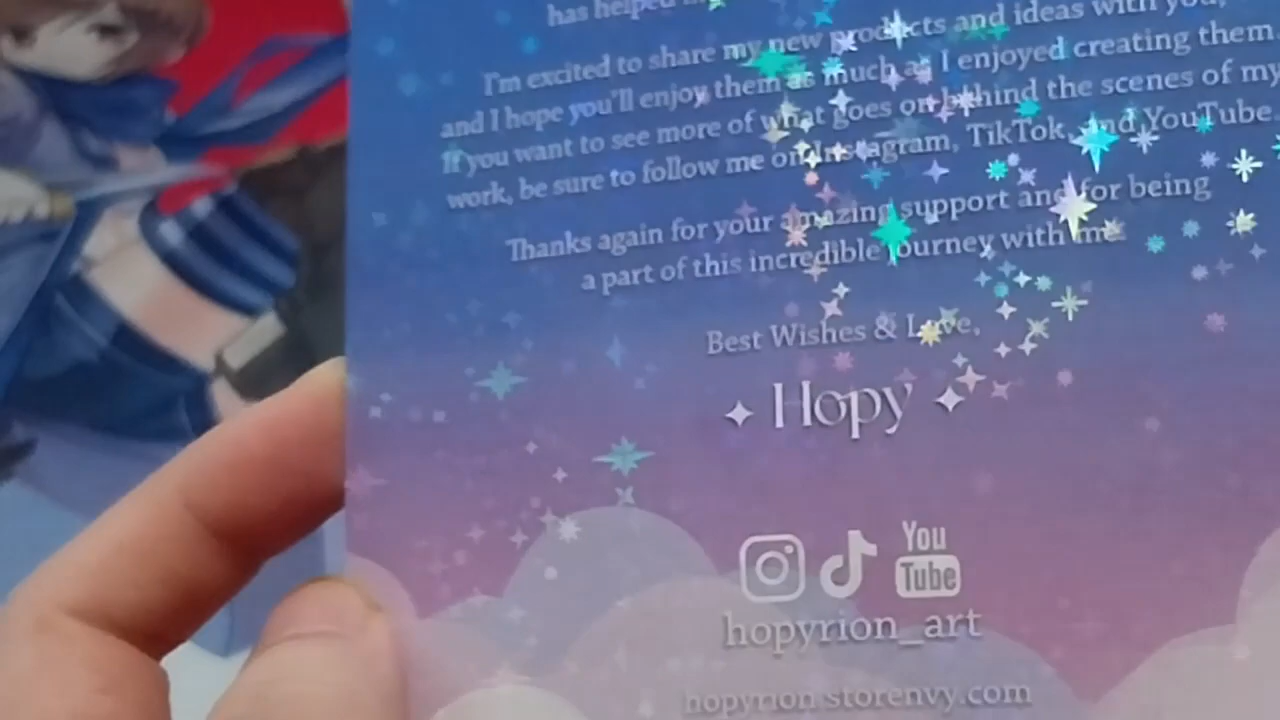 has helped
I'm excited to share my new products and ideas with you,
and I hope you'll enjoy them as much as I enjoyed creating them.
If you want to see more of what goes on behind the scenes of my
work, be sure to follow me on Instagram, TikTok, and YouTube.
Thanks again for your amazing support and for being
a part of this incredible journey with me.
Best Wishes & Love,
Hopy
You
Tube
hopyrion_art
hopyrion.storenvy.com